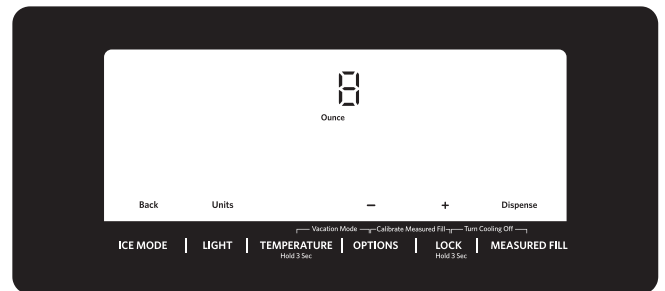 8
Ounce
Back Units − + Dispense
Vacation Mode Calibrate Measured Fill Turn Cooling Off
ICE MODE | LIGHT | TEMPERATURE | OPTIONS | LOCK | MEASURED FILL
Hold 3 Sec Hold 3 Sec